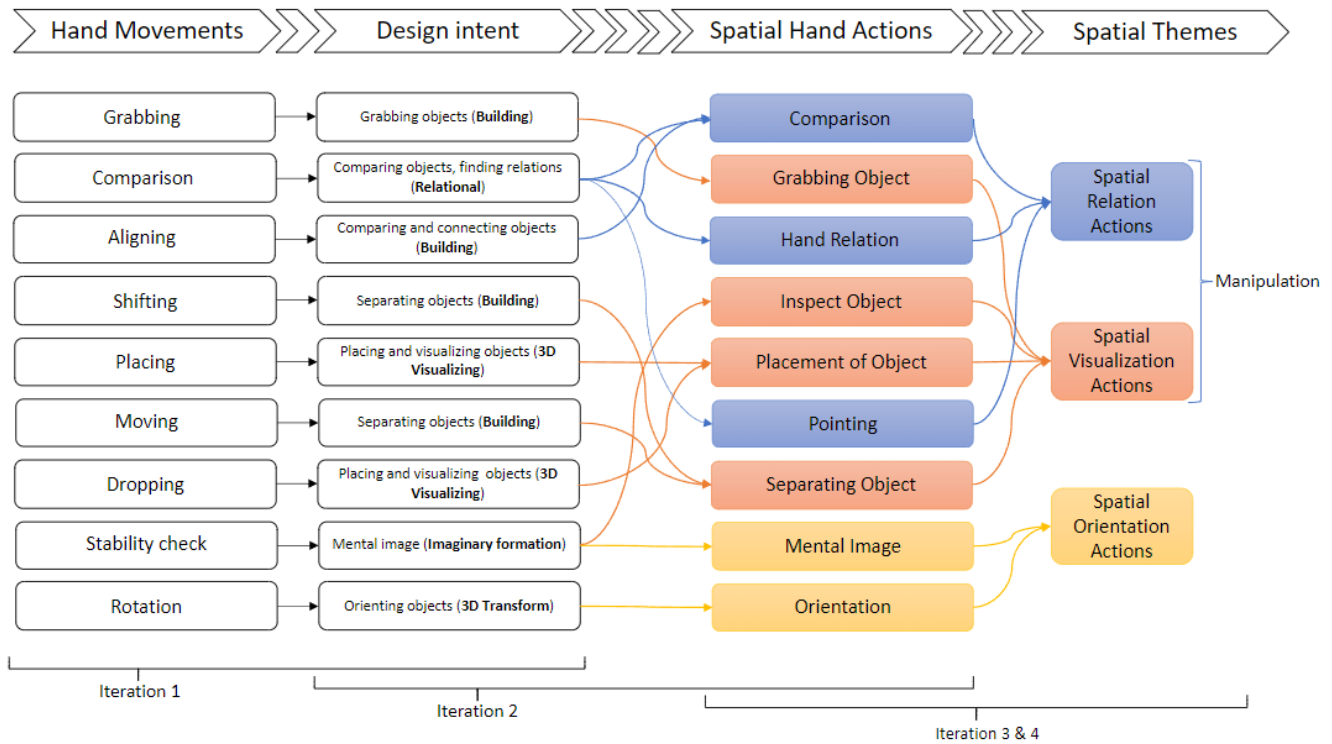 Hand Movements
Design intent
Spatial Hand Actions
Spatial Themes
Grabbing
Grabbing objects (Building)
Comparison
Comparison
Comparing objects, finding relations
(Relational)
Grabbing Object
Spatial
Relation
Actions
Aligning
Comparing and connecting objects
(Building)
Hand Relation
Manipulation
Shifting
Separating objects (Building)
Inspect Object
Placing
Placing and visualizing objects (3D
Visualizing)
Placement of Object
Spatial
Visualization
Actions
Moving
Separating objects (Building)
Pointing
Dropping
Placing and visualizing  objects (3D
Visualizing)
Separating Object
Stability check
Mental image (Imaginary formation)
Mental Image
Spatial
Orientation
Actions
Rotation
Orienting objects (3D Transform)
Orientation
Iteration 1
Iteration 2
Iteration 3 & 4